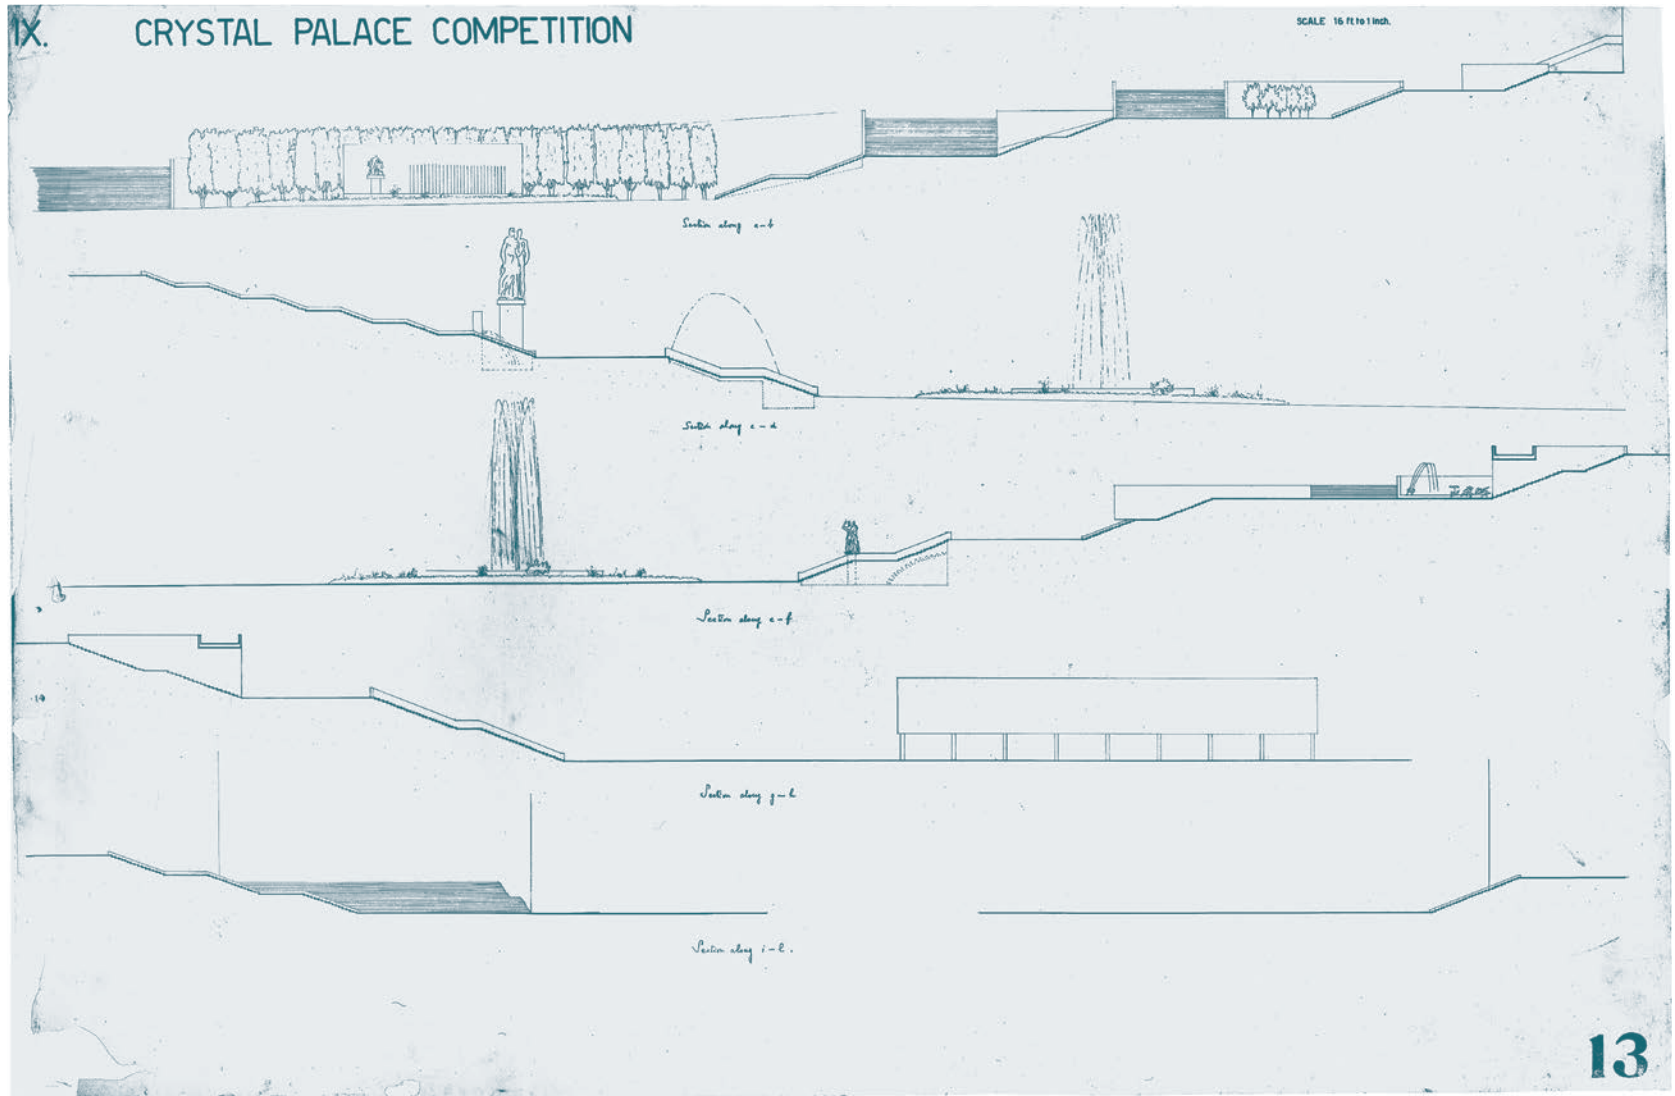 IX. CRYSTAL PALACE COMPETITION
SCALE 16 ft to 1 inch.
Section along a-b
Section along c-d
Section along e-f
Section along g-h
Section along i-k.
13